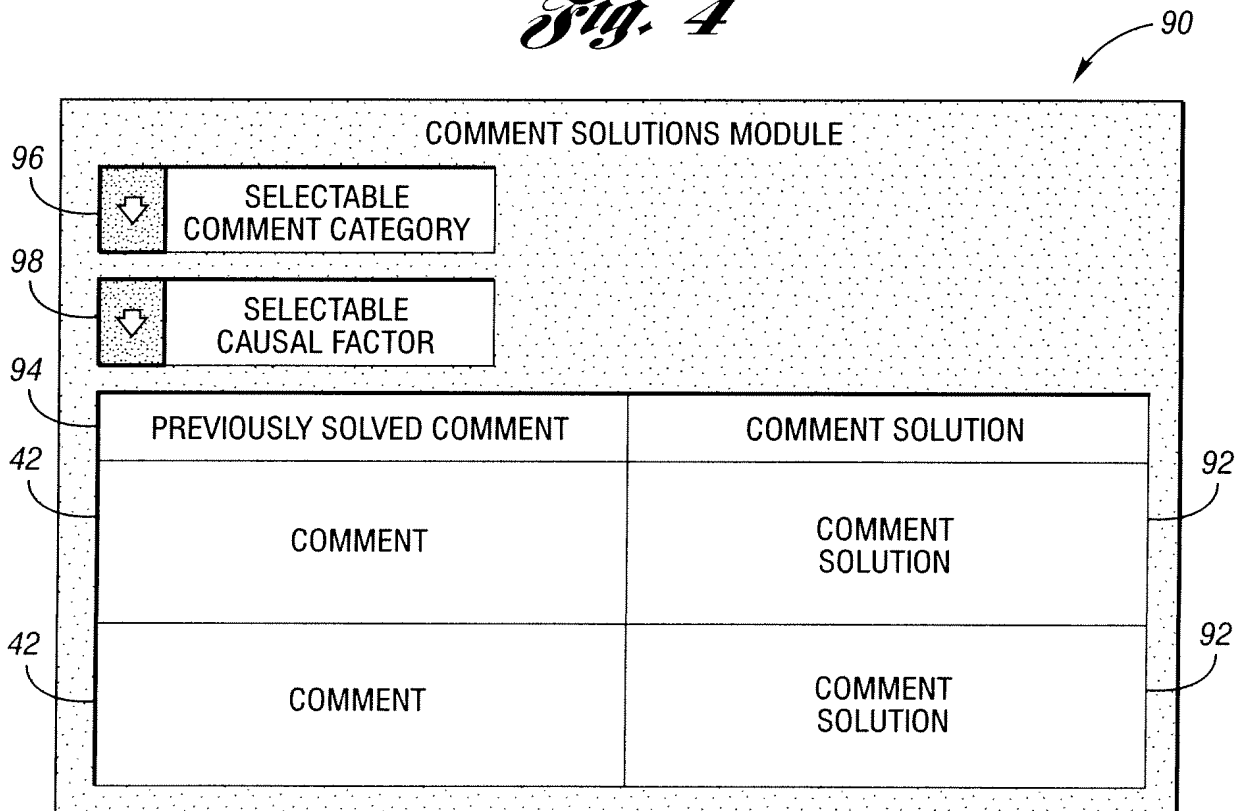 Fig. 4
90
COMMENT SOLUTIONS MODULE
96
SELECTABLE
COMMENT CATEGORY
98
SELECTABLE
CAUSAL FACTOR
94
PREVIOUSLY SOLVED COMMENT
COMMENT SOLUTION
42
92
COMMENT
COMMENT
SOLUTION
42
92
COMMENT
COMMENT
SOLUTION